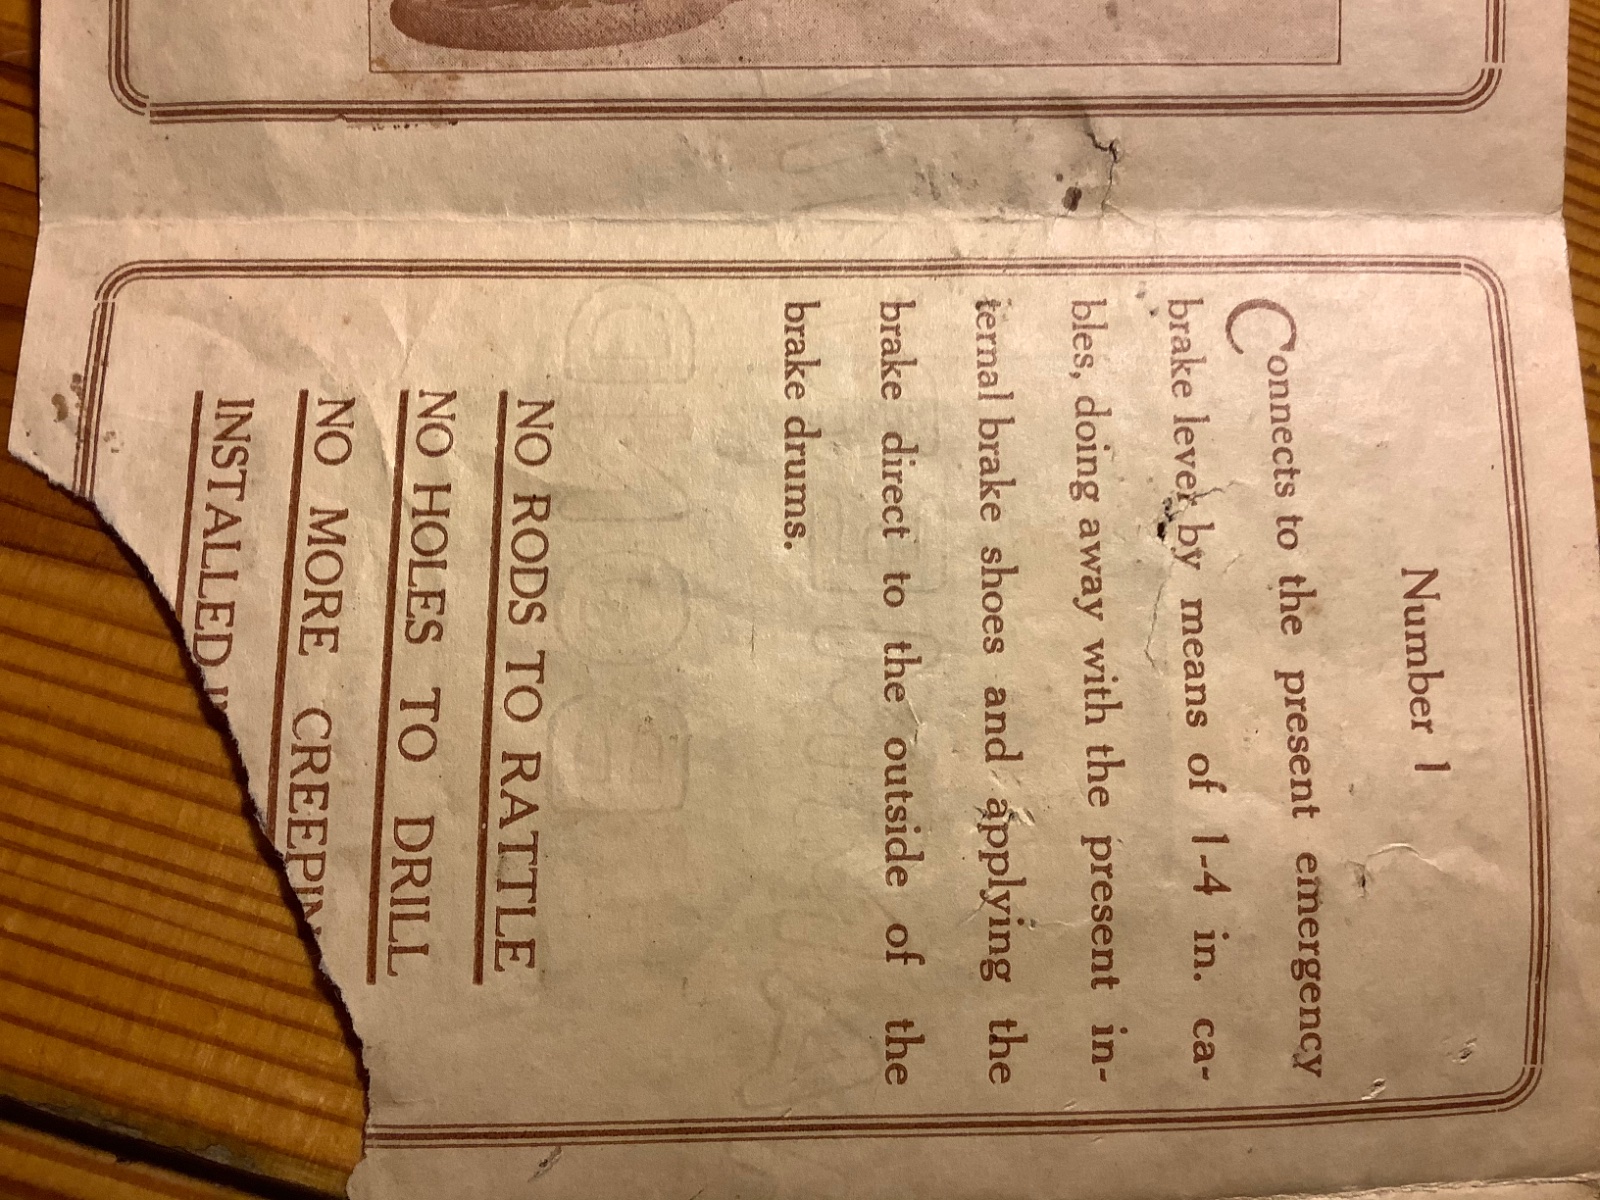 Number 1
Connects to the present emergency
brake lever by means of 1-4 in. ca-
bles, doing away with the present in-
ternal brake shoes and applying the
brake direct to the outside of the
brake drums.
NO RODS TO RATTLE
NO HOLES TO DRILL
NO MORE CREEPIN
INSTALLED